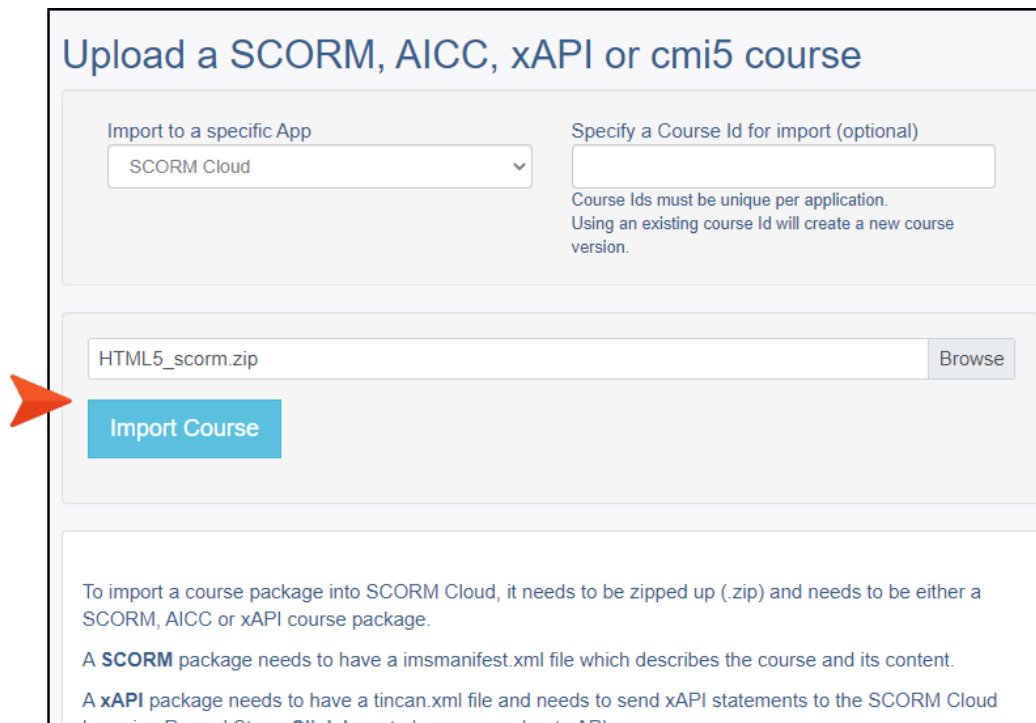 Upload a SCORM, AICC, xAPI or cmi5 course
Import to a specific App
SCORM Cloud
Specify a Course Id for import (optional)
Course Ids must be unique per application.
Using an existing course Id will create a new course
version.
HTML5_scorm.zip
Browse
Import Course
To import a course package into SCORM Cloud, it needs to be zipped up (.zip) and needs to be either a
SCORM, AICC or xAPI course package.
A SCORM package needs to have a imsmanifest.xml file which describes the course and its content.
A xAPI package needs to have a tincan.xml file and needs to send xAPI statements to the SCORM Cloud